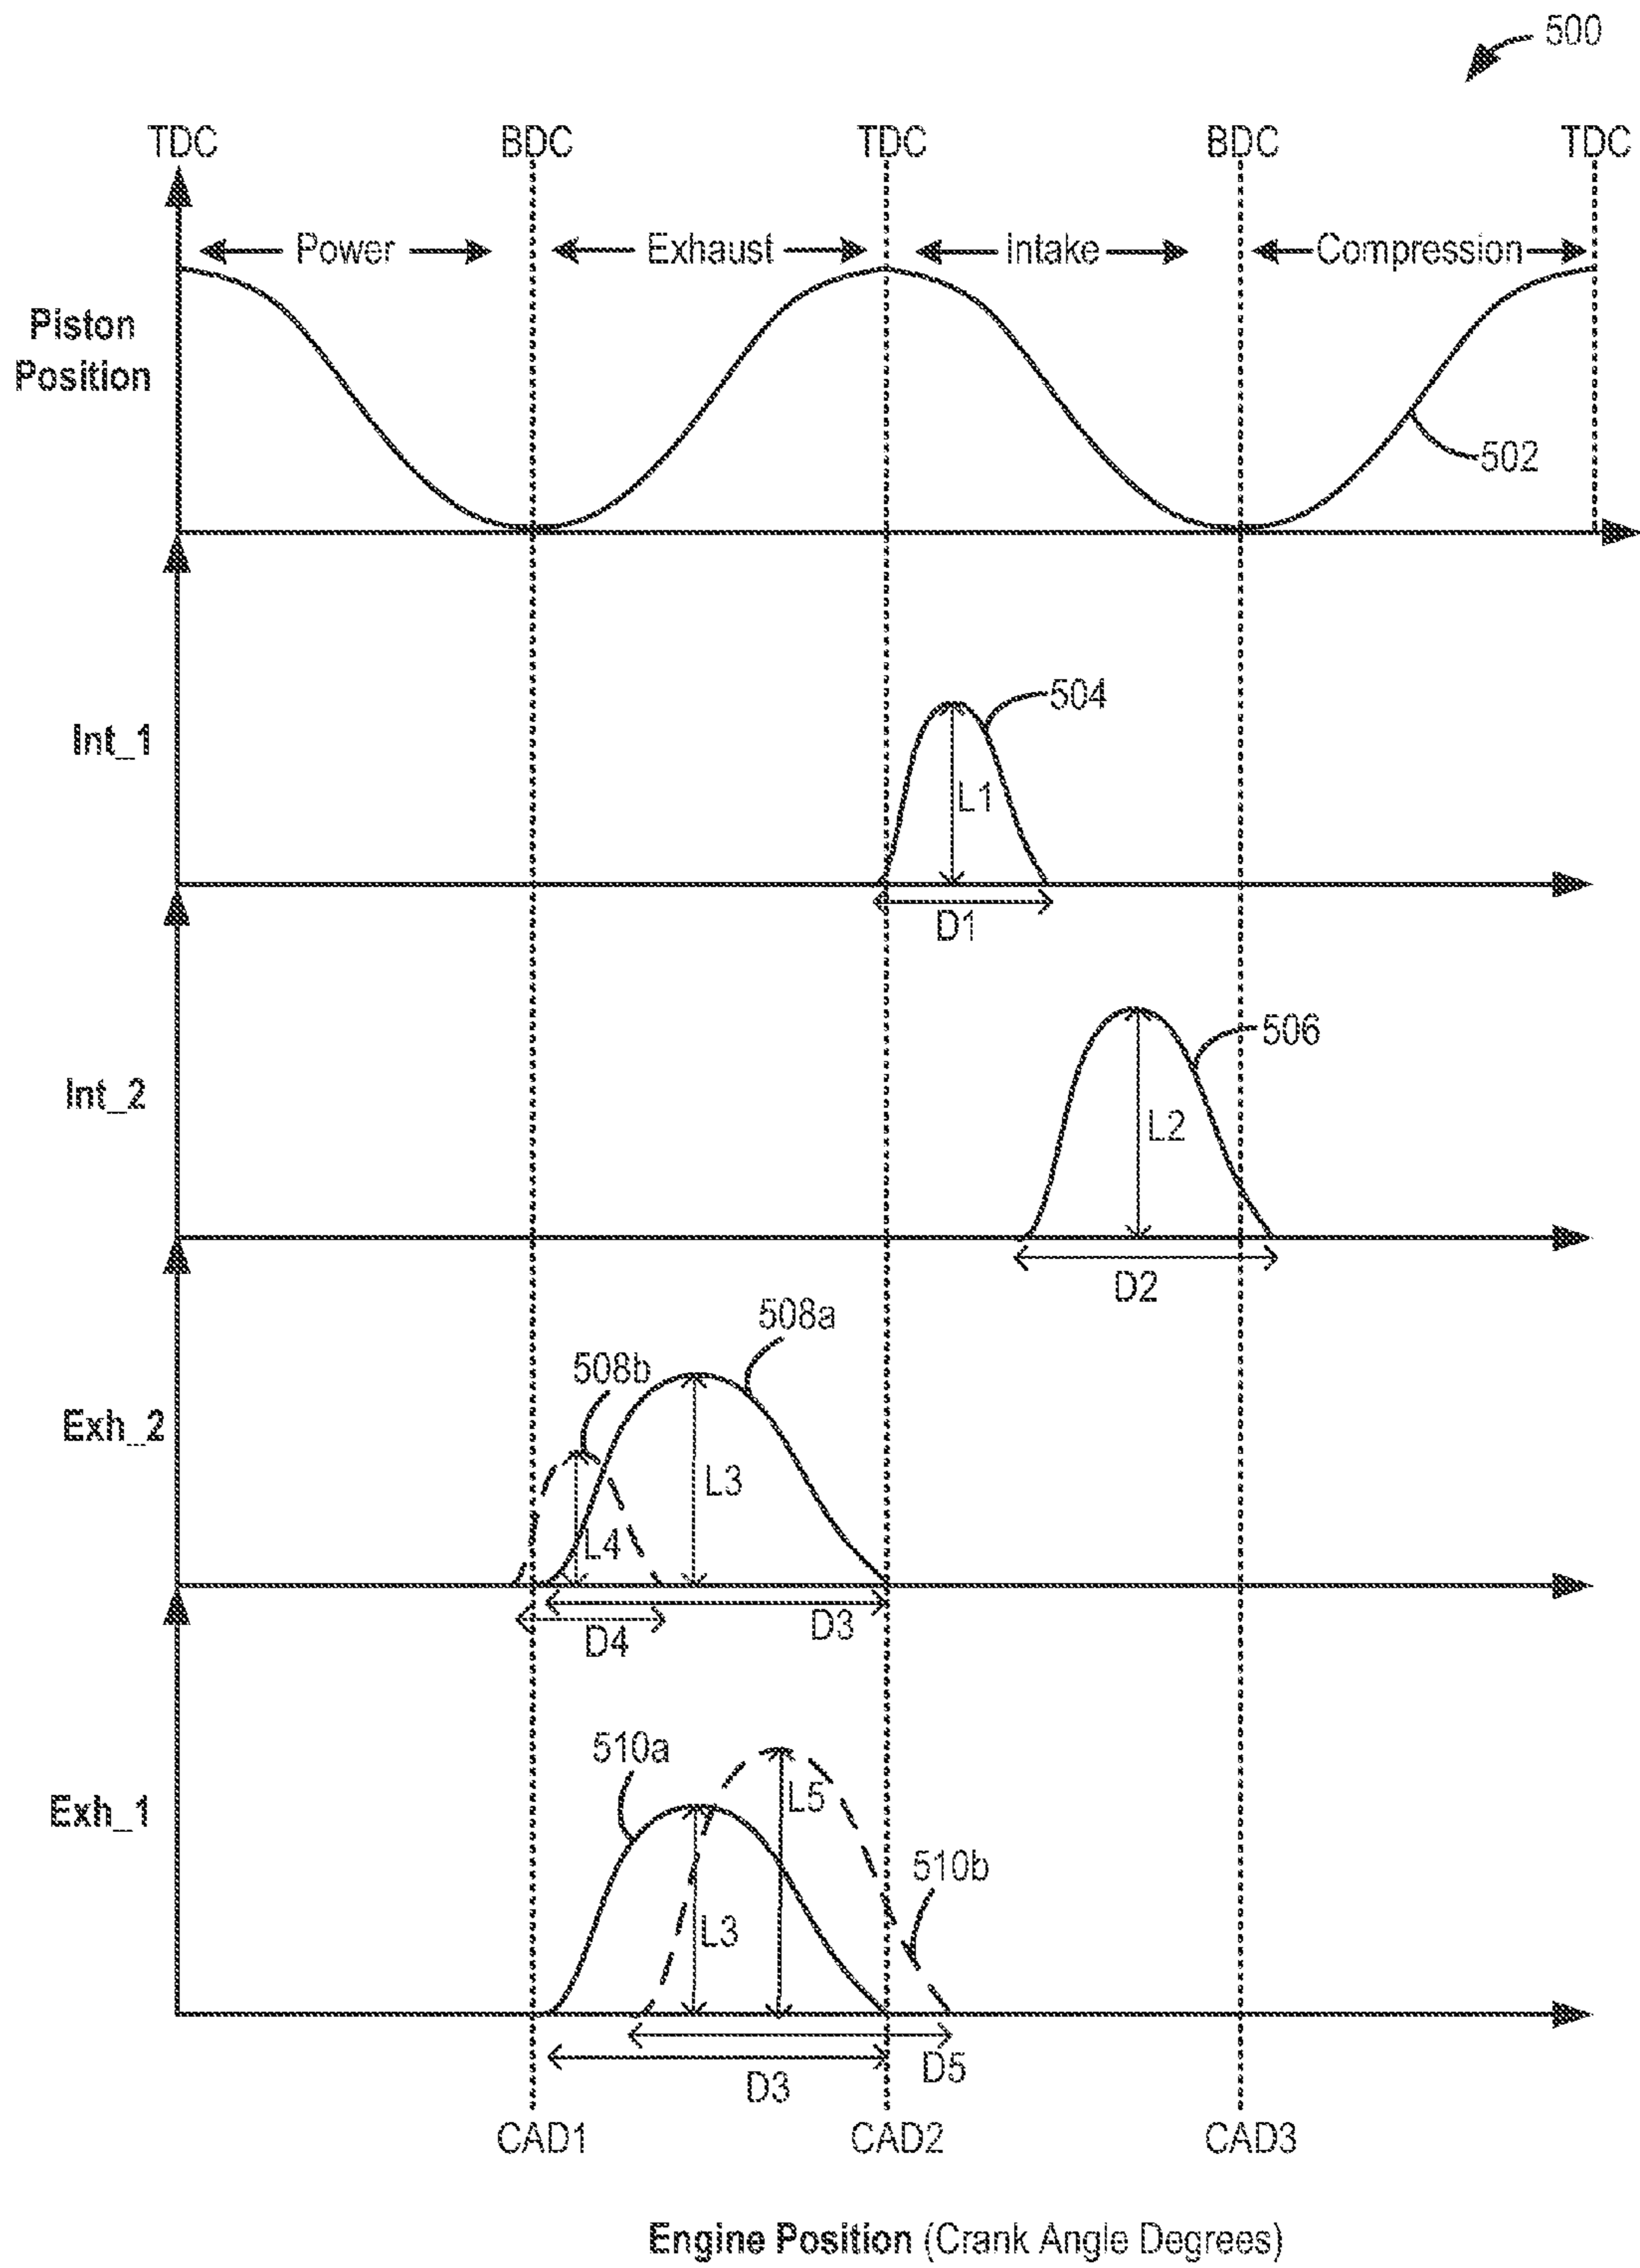 500
TDC BDC TDC BDC TDC
Power Exhaust Intake Compression
Piston
Position
502
504
Int_1
L1
D1
506
Int_2
L2
D2
508a
508b
Exh_2
L3
L4
D3
D4
510a
L5
Exh_1
510b
L3
D5
D3
CAD1 CAD2 CAD3
Engine Position (Crank Angle Degrees)